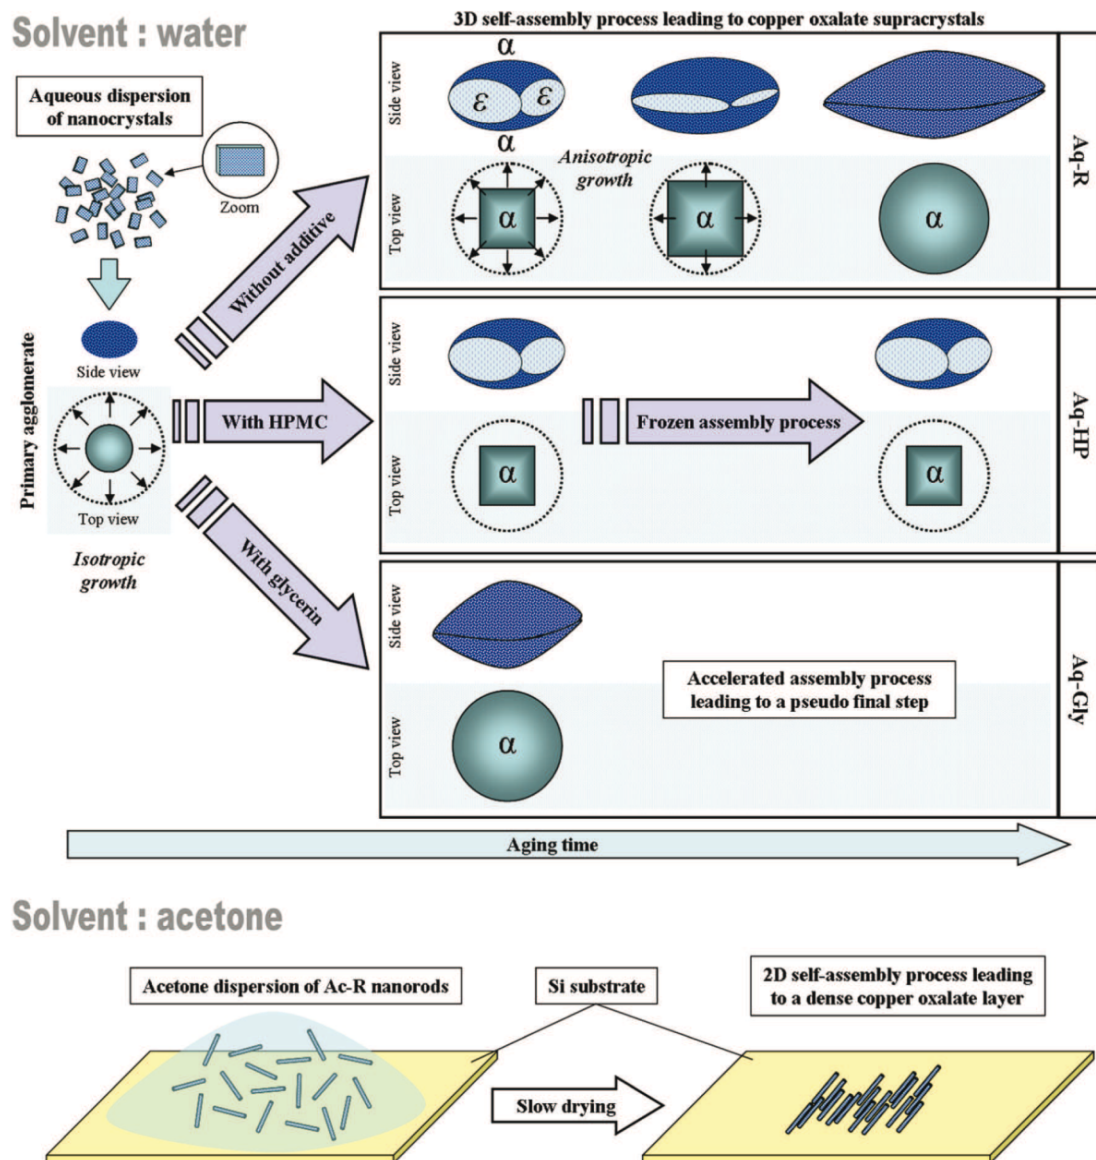 Solvent : water
3D self-assembly process leading to copper oxalate supracrystals
Aqueous dispersion
of nanocrystals
Zoom
Primary agglomerate
Side view
Top view
Isotropic
growth
Without additive
With HPMC
With glycerin
Side view
α
ε
ε
α
Anisotropic
growth
Top view
α
α
α
Aq-R
Side view
Top view
α
Frozen assembly process
α
Aq-HP
Side view
Top view
α
Accelerated assembly process
leading to a pseudo final step
Aq-Gly
Aging time
Solvent : acetone
Acetone dispersion of Ac-R nanorods
Si substrate
2D self-assembly process leading
to a dense copper oxalate layer
Slow drying